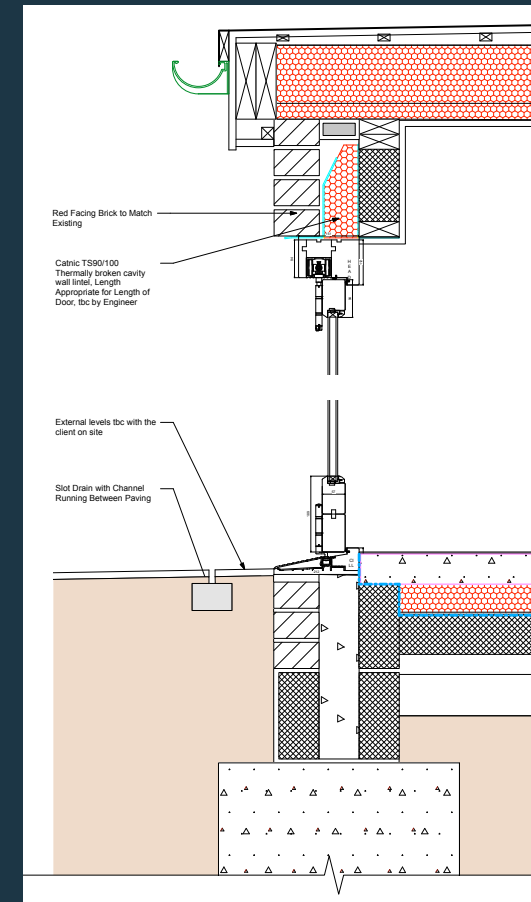 Red Facing Brick to Match
Existing
Catnic TS90/100
Thermally broken cavity
wall lintel, Length
Appropriate for Length of
Door, tbc by Engineer
External levels tbc with the
client on site
Slot Drain with Channel
Running Between Paving